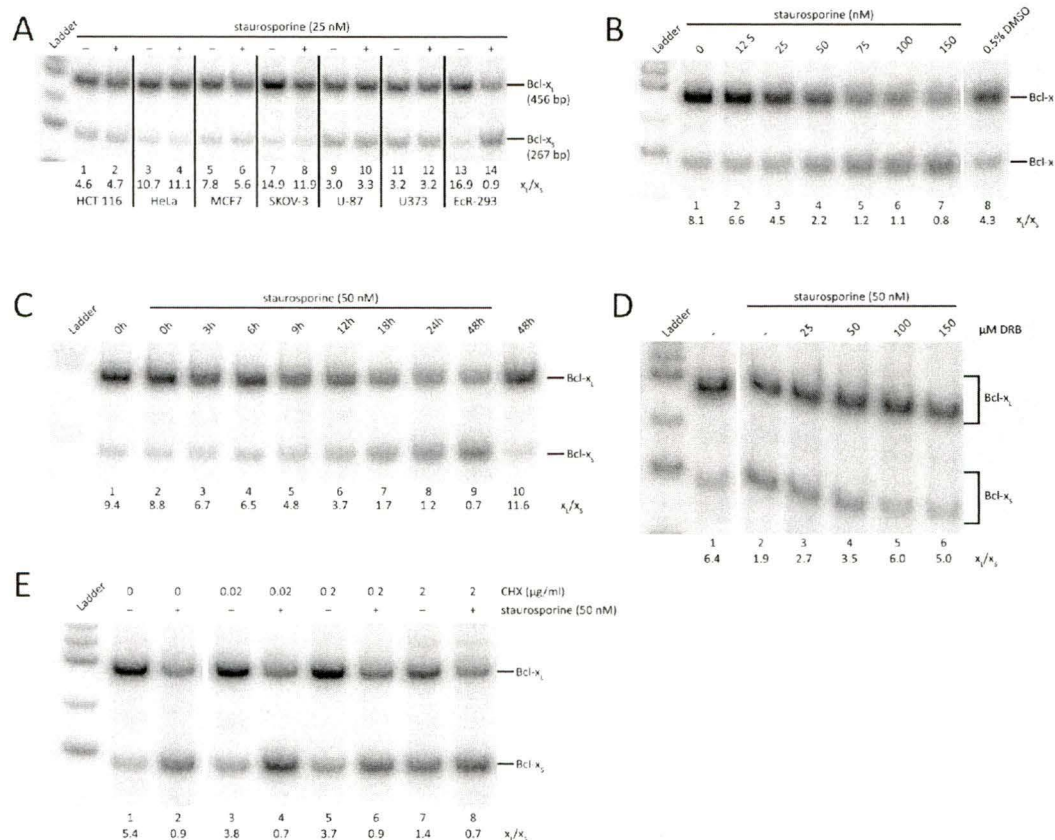 A
staurosporine (25 nM)
Ladder
– + – + – + – + – + – + – +
Bcl-xL
(456 bp)
Bcl-xS
(267 bp)
1 2 3 4 5 6 7 8 9 10 11 12 13 14
4.6 4.7 10.7 11.1 7.8 5.6 14.9 11.9 3.0 3.3 3.2 3.2 16.9 0.9 xL/xS
HCT 116 HeLa MCF7 SKOV-3 U-87 U373 EcR-293
B
staurosporine (nM)
Ladder 0 12.5 25 50 75 100 150 0.5% DMSO
Bcl-x
Bcl-x
1 2 3 4 5 6 7 8
8.1 6.6 4.5 2.2 1.2 1.1 0.8 4.3 xL/xS
C
staurosporine (50 nM)
Ladder 0h 0h 3h 6h 9h 12h 18h 24h 48h 48h
Bcl-xL
Bcl-xS
1 2 3 4 5 6 7 8 9 10
9.4 8.8 6.7 6.5 4.8 3.7 1.7 1.2 0.7 11.6 xL/xS
D
staurosporine (50 nM)
Ladder - - 25 50 100 150 µM DRB
Bcl-xL
Bcl-xS
1 2 3 4 5 6
6.4 1.9 2.7 3.5 6.0 5.0 xL/xS
E
Ladder 0 0 0.02 0.02 0.2 0.2 2 2 CHX (µg/ml)
– + – + – + – + staurosporine (50 nM)
Bcl-xL
Bcl-xS
1 2 3 4 5 6 7 8
5.4 0.9 3.8 0.7 3.7 0.9 1.4 0.7 xL/xS